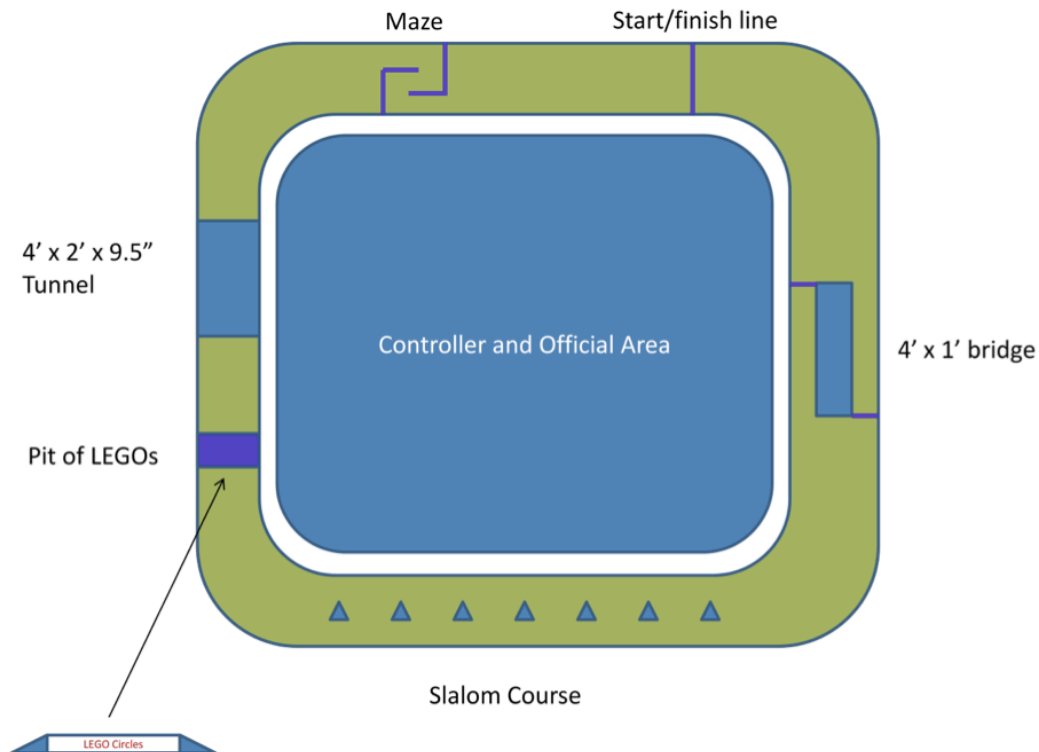 Maze
Start/finish line
4’ x 2’ x 9.5”
Tunnel
Controller and Official Area
4’ x 1’ bridge
Pit of LEGOs
Slalom Course
LEGO Circles